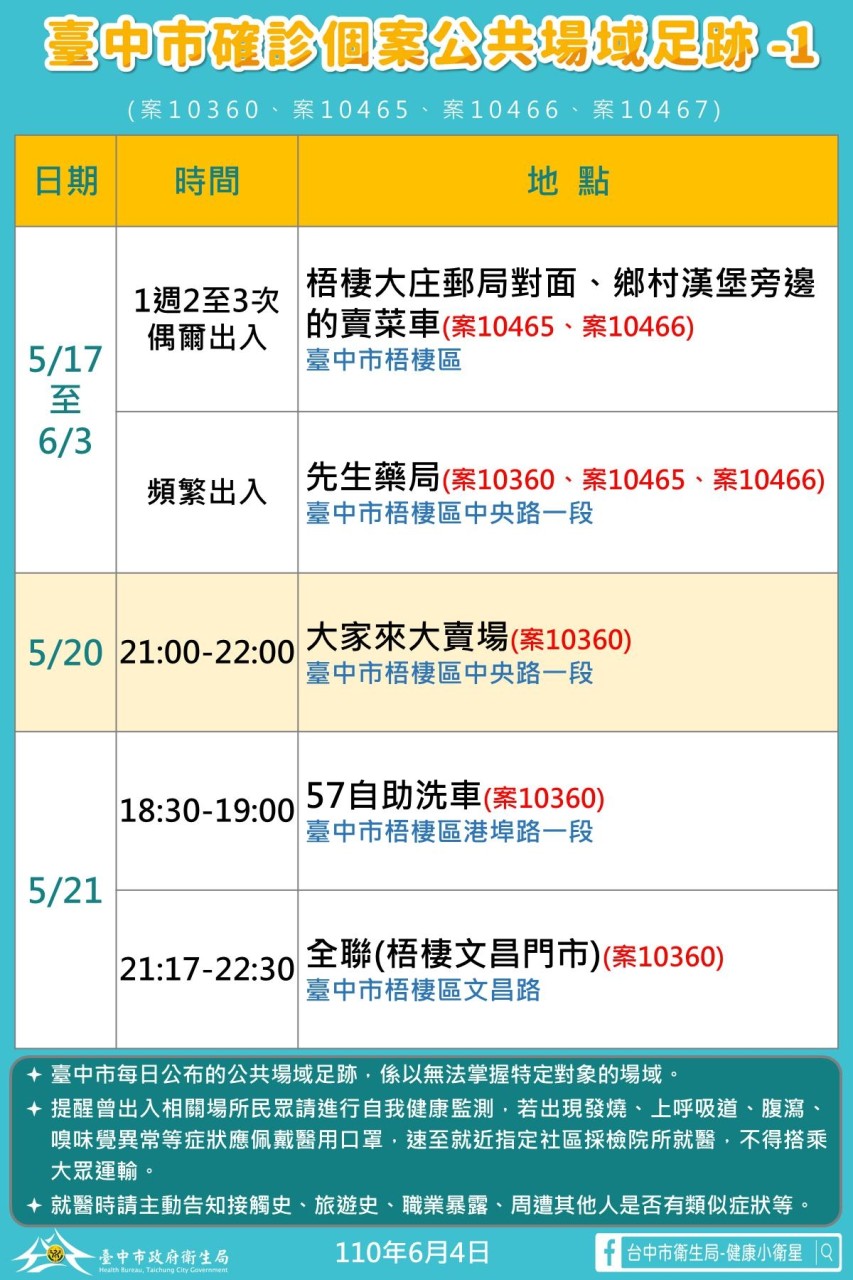 臺中市確診個案公共場域足跡-1
(案10360、案10465、案10466、案10467)
日期 時間 地點
5/17
至
6/3
1週2至3次
偶爾出入
梧棲大庄郵局對面、鄉村漢堡旁邊
的賣菜車(案10465、案10466)
臺中市梧棲區
頻繁出入
先生藥局(案10360、案10465、案10466)
臺中市梧棲區中央路一段
5/20
21:00-22:00
大家來大賣場(案10360)
臺中市梧棲區中央路一段
5/21
18:30-19:00
57自助洗車(案10360)
臺中市梧棲區港埠路一段
21:17-22:30
全聯(梧棲文昌門市)(案10360)
臺中市梧棲區文昌路
臺中市每日公布的公共場域足跡，係以無法掌握特定對象的場域。
提醒曾出入相關場所民眾請進行自我健康監測，若出現發燒、上呼吸道、腹瀉、
嗅味覺異常等症狀應佩戴醫用口罩，速至就近指定社區採檢院所就醫，不得搭乘
大眾運輸。
就醫時請主動告知接觸史、旅遊史、職業暴露、周遭其他人是否有類似症狀等。
臺中市政府衛生局
Health Bureau, Taichung City Government
110年6月4日
台中市衛生局-健康小衛星